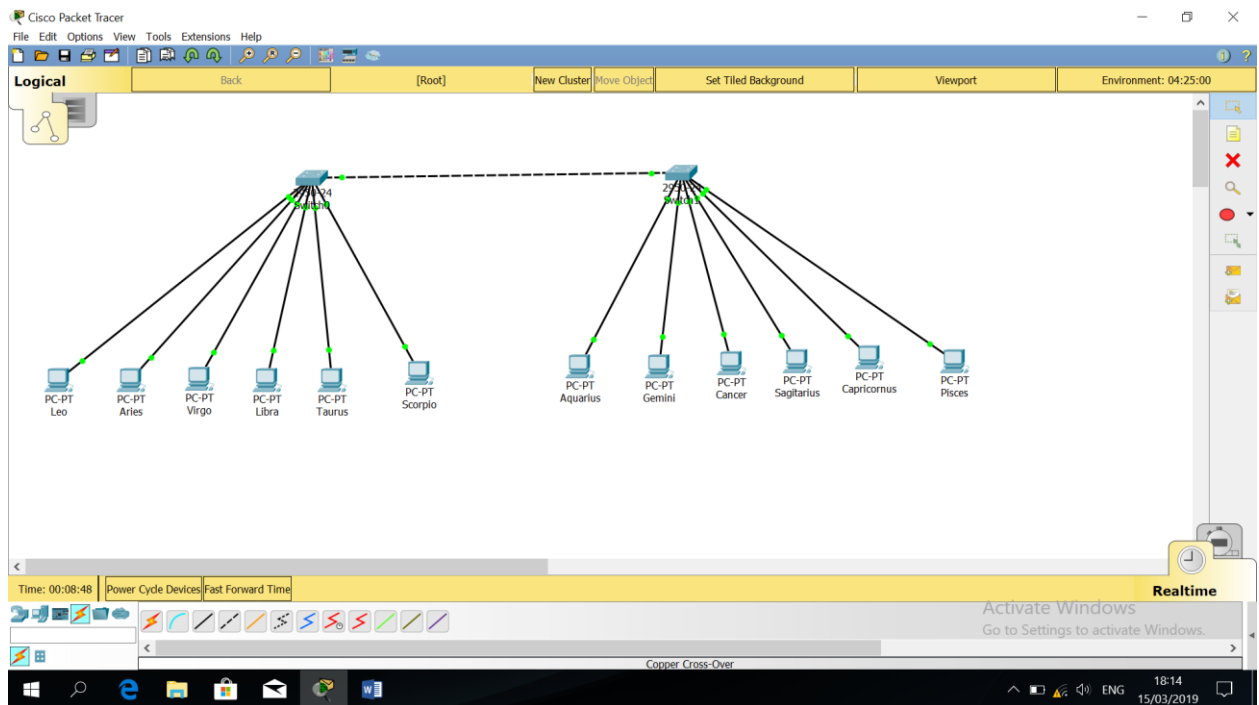 Cisco Packet Tracer
File Edit Options View Tools Extensions Help
Logical Back [Root] New Cluster Move Object Set Tiled Background Viewport Environment: 04:25:00
2950-24
Switch0
2950-24
Switch1
PC-PT
Leo
PC-PT
Aries
PC-PT
Virgo
PC-PT
Libra
PC-PT
Taurus
PC-PT
Scorpio
PC-PT
Aquarius
PC-PT
Gemini
PC-PT
Cancer
PC-PT
Sagitarius
PC-PT
Capricornus
PC-PT
Pisces
Time: 00:08:48 Power Cycle Devices Fast Forward Time Realtime
Activate Windows
Go to Settings to activate Windows.
Copper Cross-Over
ENG
18:14
15/03/2019